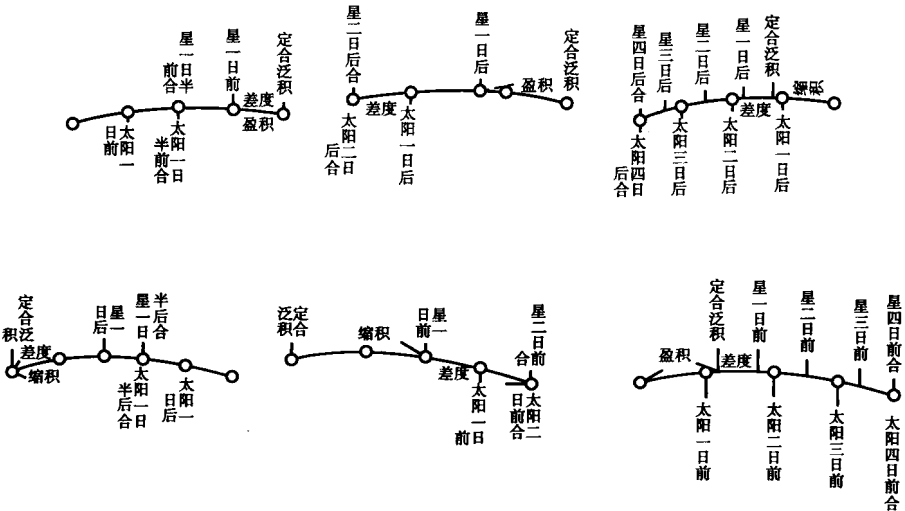 星一日半
前合
星一日前
定合泛积
差度
盈积
太阳一
日前
太阳一日
半前合
星二日后合
星一日后
定合泛积
盈积
差度
太阳二日
后合
太阳一日后
星四日后合
星三日后
星二日后
星一日后
定合泛积
缩积
差度
太阳四日
后合
太阳三日后
太阳二日后
太阳一日后
定合泛
积
差度
缩积
星一
日后
半后合
星一日
太阳一日
半后合
太阳一
日后
定合
泛积
缩积
星一
日前
星二日前
合
差度
太阳一日
前
太阳二
日前合
定合泛积
星一日前
星二日前
星三日前
星四日前合
盈积
差度
太阳一日前
太阳二日前
太阳三日前
太阳四日前合